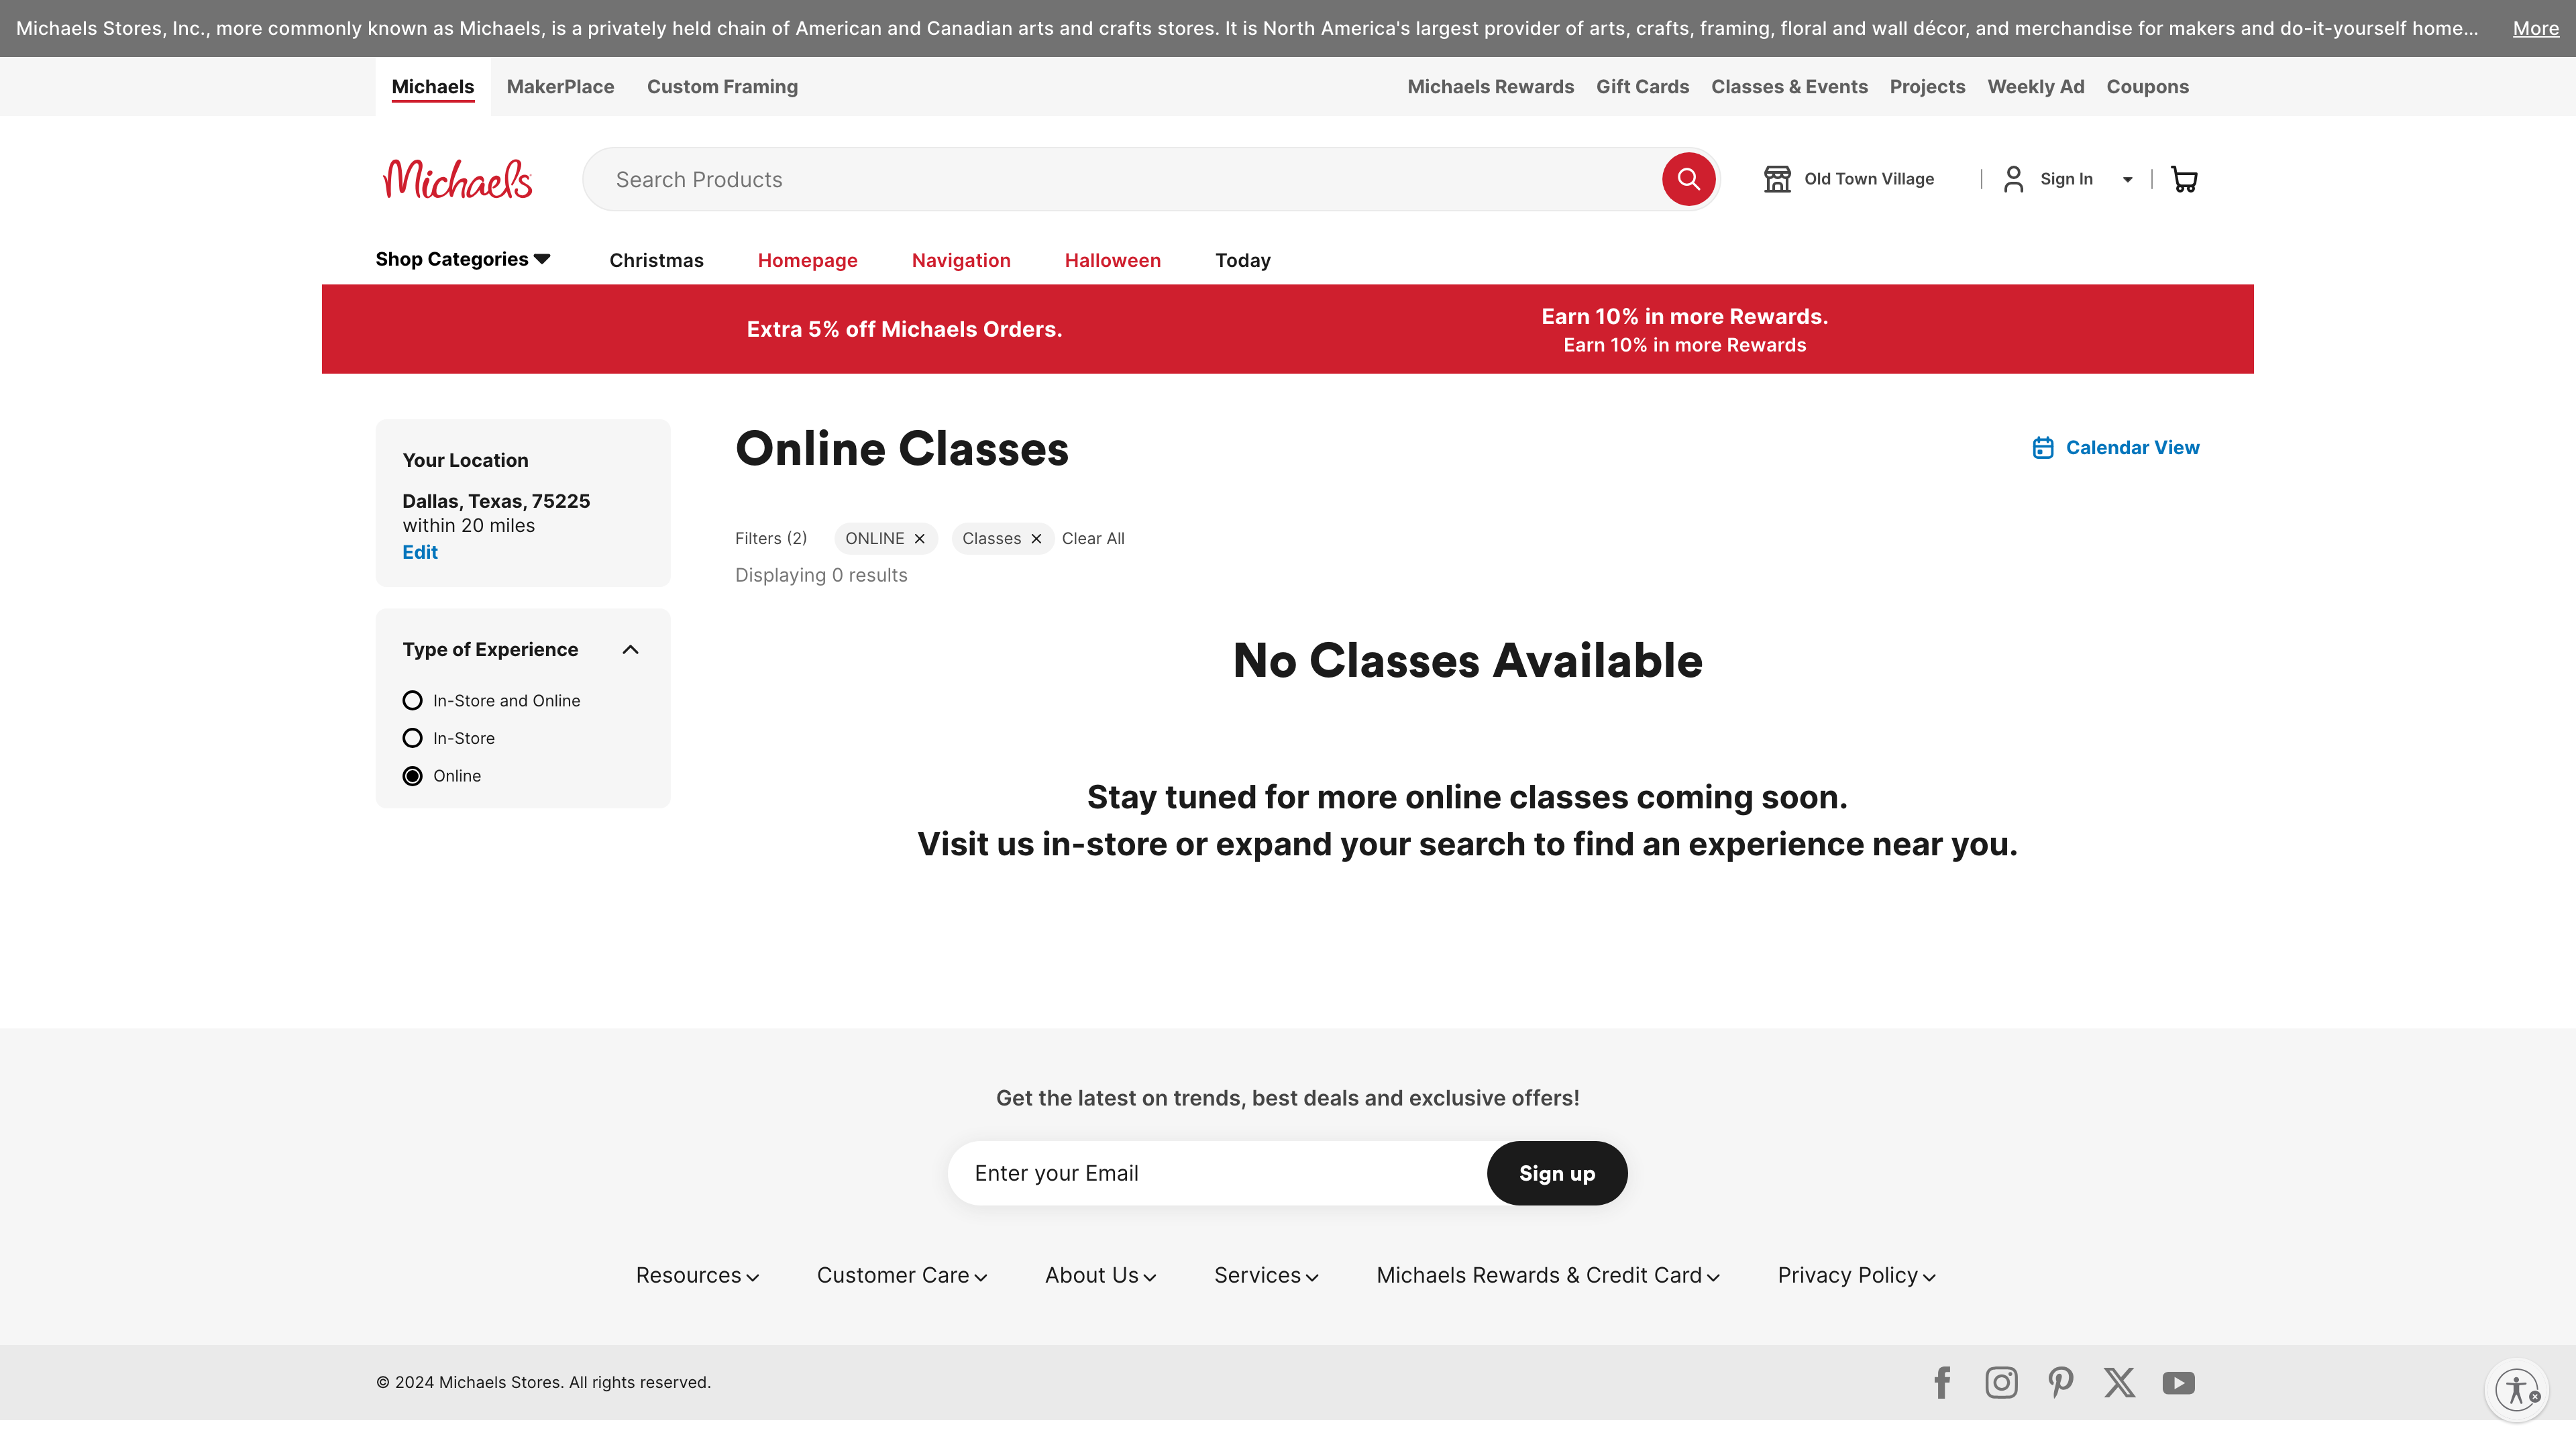 Michaels Stores, Inc., more commonly known as Michaels, is a privately held chain of American and Canadian arts and crafts stores. It is North America's largest provider of arts, crafts, framing, floral and wall décor, and merchandise for makers and do-it-yourself home... More
Michaels MakerPlace Custom Framing Michaels Rewards Gift Cards Classes & Events Projects Weekly Ad Coupons
Michaels Search Products Old Town Village | Sign In |
Shop Categories Christmas Homepage Navigation Halloween Today
Extra 5% off Michaels Orders.
Earn 10% in more Rewards.
Earn 10% in more Rewards
Your Location
Dallas, Texas, 75225
within 20 miles
Edit
Type of Experience
In-Store and Online
In-Store
Online
Online Classes
Calendar View
Filters (2) ONLINE Classes Clear All
Displaying 0 results
No Classes Available
Stay tuned for more online classes coming soon.
Visit us in-store or expand your search to find an experience near you.
Get the latest on trends, best deals and exclusive offers!
Enter your Email Sign up
Resources Customer Care About Us Services Michaels Rewards & Credit Card Privacy Policy
© 2024 Michaels Stores. All rights reserved.